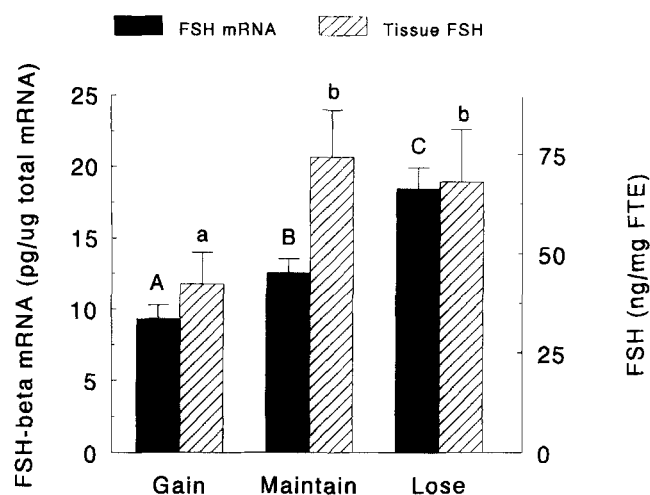 FSH mRNA
Tissue FSH
FSH-beta mRNA (pg/ug total mRNA)
25
20
15
10
5
0
A
a
B
b
C
b
75
50
25
0
FSH (ng/mg FTE)
Gain
Maintain
Lose